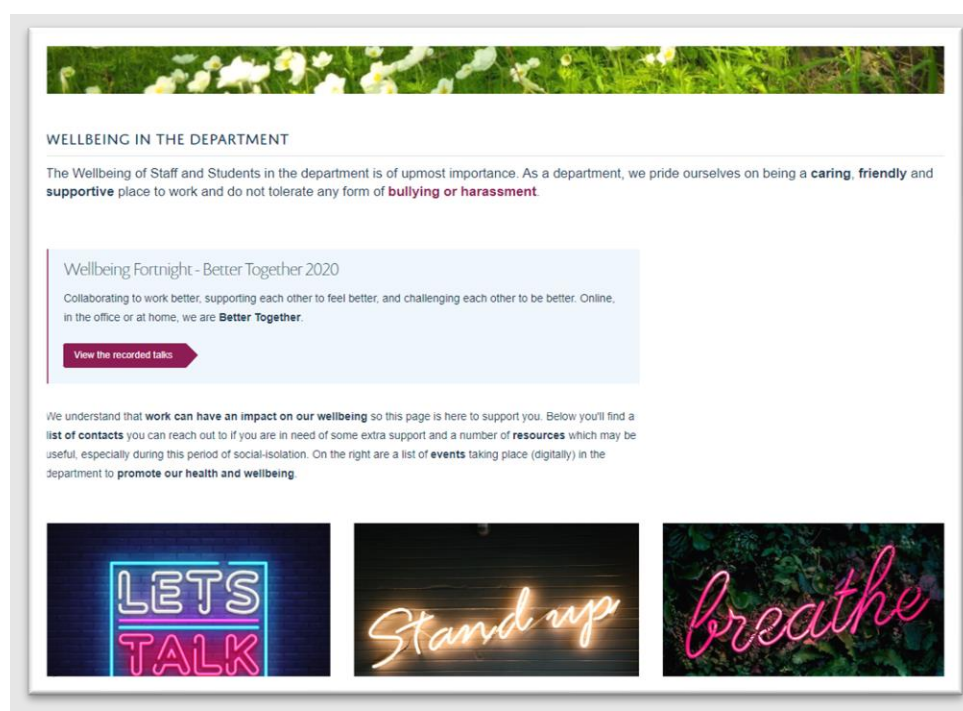 WELLBEING IN THE DEPARTMENT
The Wellbeing of Staff and Students in the department is of upmost importance. As a department, we pride ourselves on being a caring, friendly and
supportive place to work and do not tolerate any form of bullying or harassment.
Wellbeing Fortnight - Better Together 2020
Collaborating to work better, supporting each other to feel better, and challenging each other to be better. Online,
in the office or at home, we are Better Together.
View the recorded talks
We understand that work can have an impact on our wellbeing so this page is here to support you. Below you'll find a
list of contacts you can reach out to if you are in need of some extra support and a number of resources which may be
useful, especially during this period of social-isolation. On the right are a list of events taking place (digitally) in the
department to promote our health and wellbeing.
LETS
TALK
Stand up
breathe